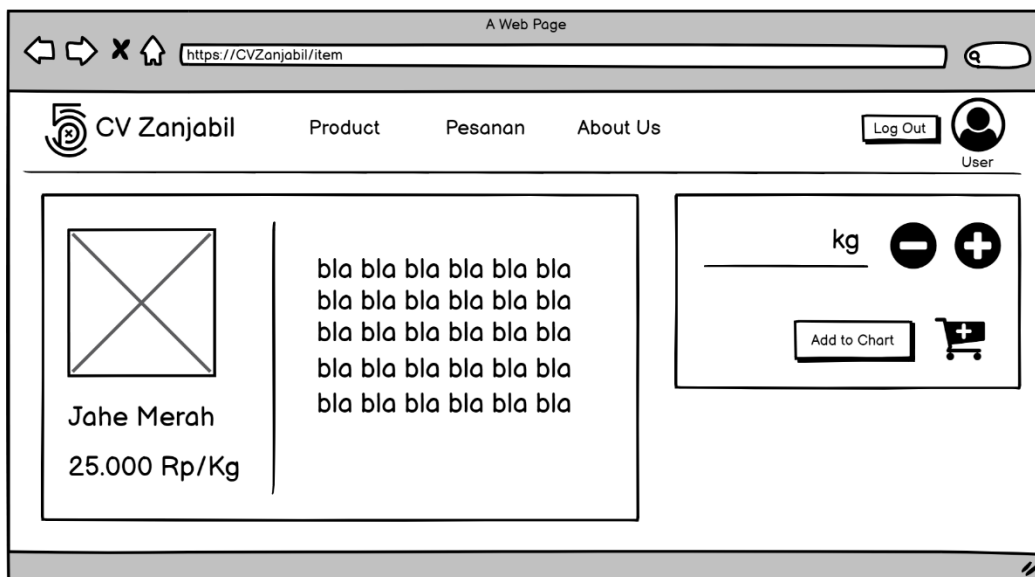 A Web Page
https://CVZanjabil/item
CV Zanjabil
Product
Pesanan
About Us
Log Out
User
bla bla bla bla bla bla
bla bla bla bla bla bla
bla bla bla bla bla bla
bla bla bla bla bla bla
bla bla bla bla bla bla
Jahe Merah
25.000 Rp/Kg
kg
Add to Chart